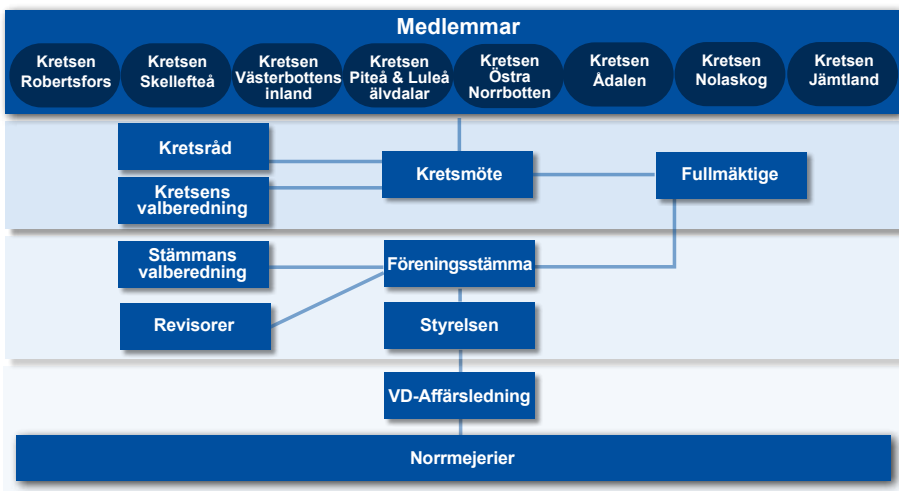 Medlemmar
Kretsen
Robertsfors
Kretsen
Skellefteå
Kretsen
Västerbottens
inland
Kretsen
Piteå & Luleå
älvdalar
Kretsen
Östra
Norrbotten
Kretsen
Ådalen
Kretsen
Nolaskog
Kretsen
Jämtland
Kretsråd
Kretsmöte
Fullmäktige
Kretsens
valberedning
Stämmans
valberedning
Föreningsstämma
Revisorer
Styrelsen
VD-Affärsledning
Norrmejerier